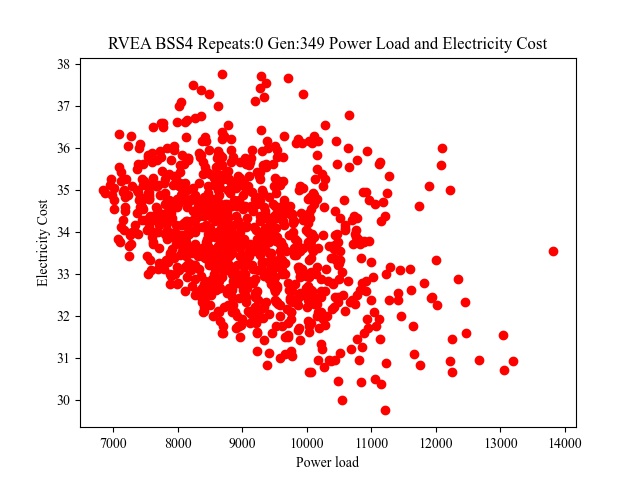 RVEA BSS4 Repeats:0 Gen:349 Power Load and Electricity Cost
38
37
36
35
34
33
32
31
30
Electricity Cost
7000 8000 9000 10000 11000 12000 13000 14000
Power load